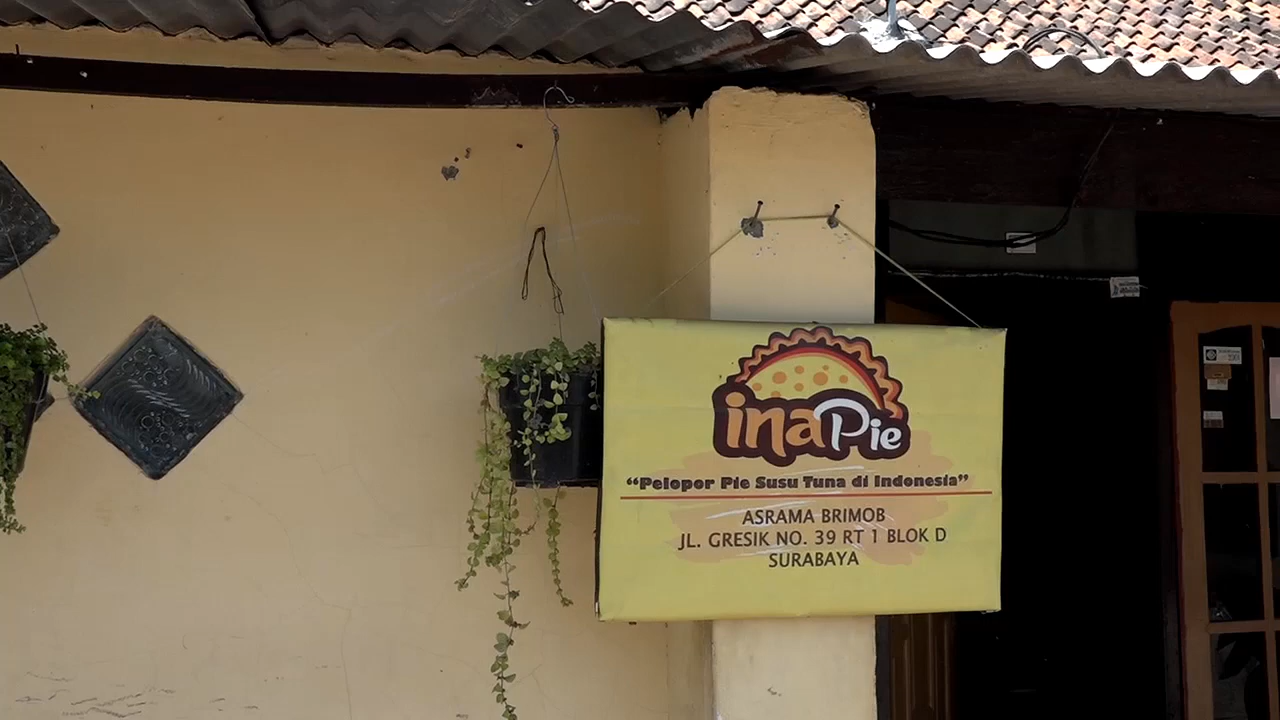 inaPie
“Pelopor Pie Susu Tuna di Indonesia”
ASRAMA BRIMOB
JL. GRESIK NO. 39 RT 1 BLOK D
SURABAYA